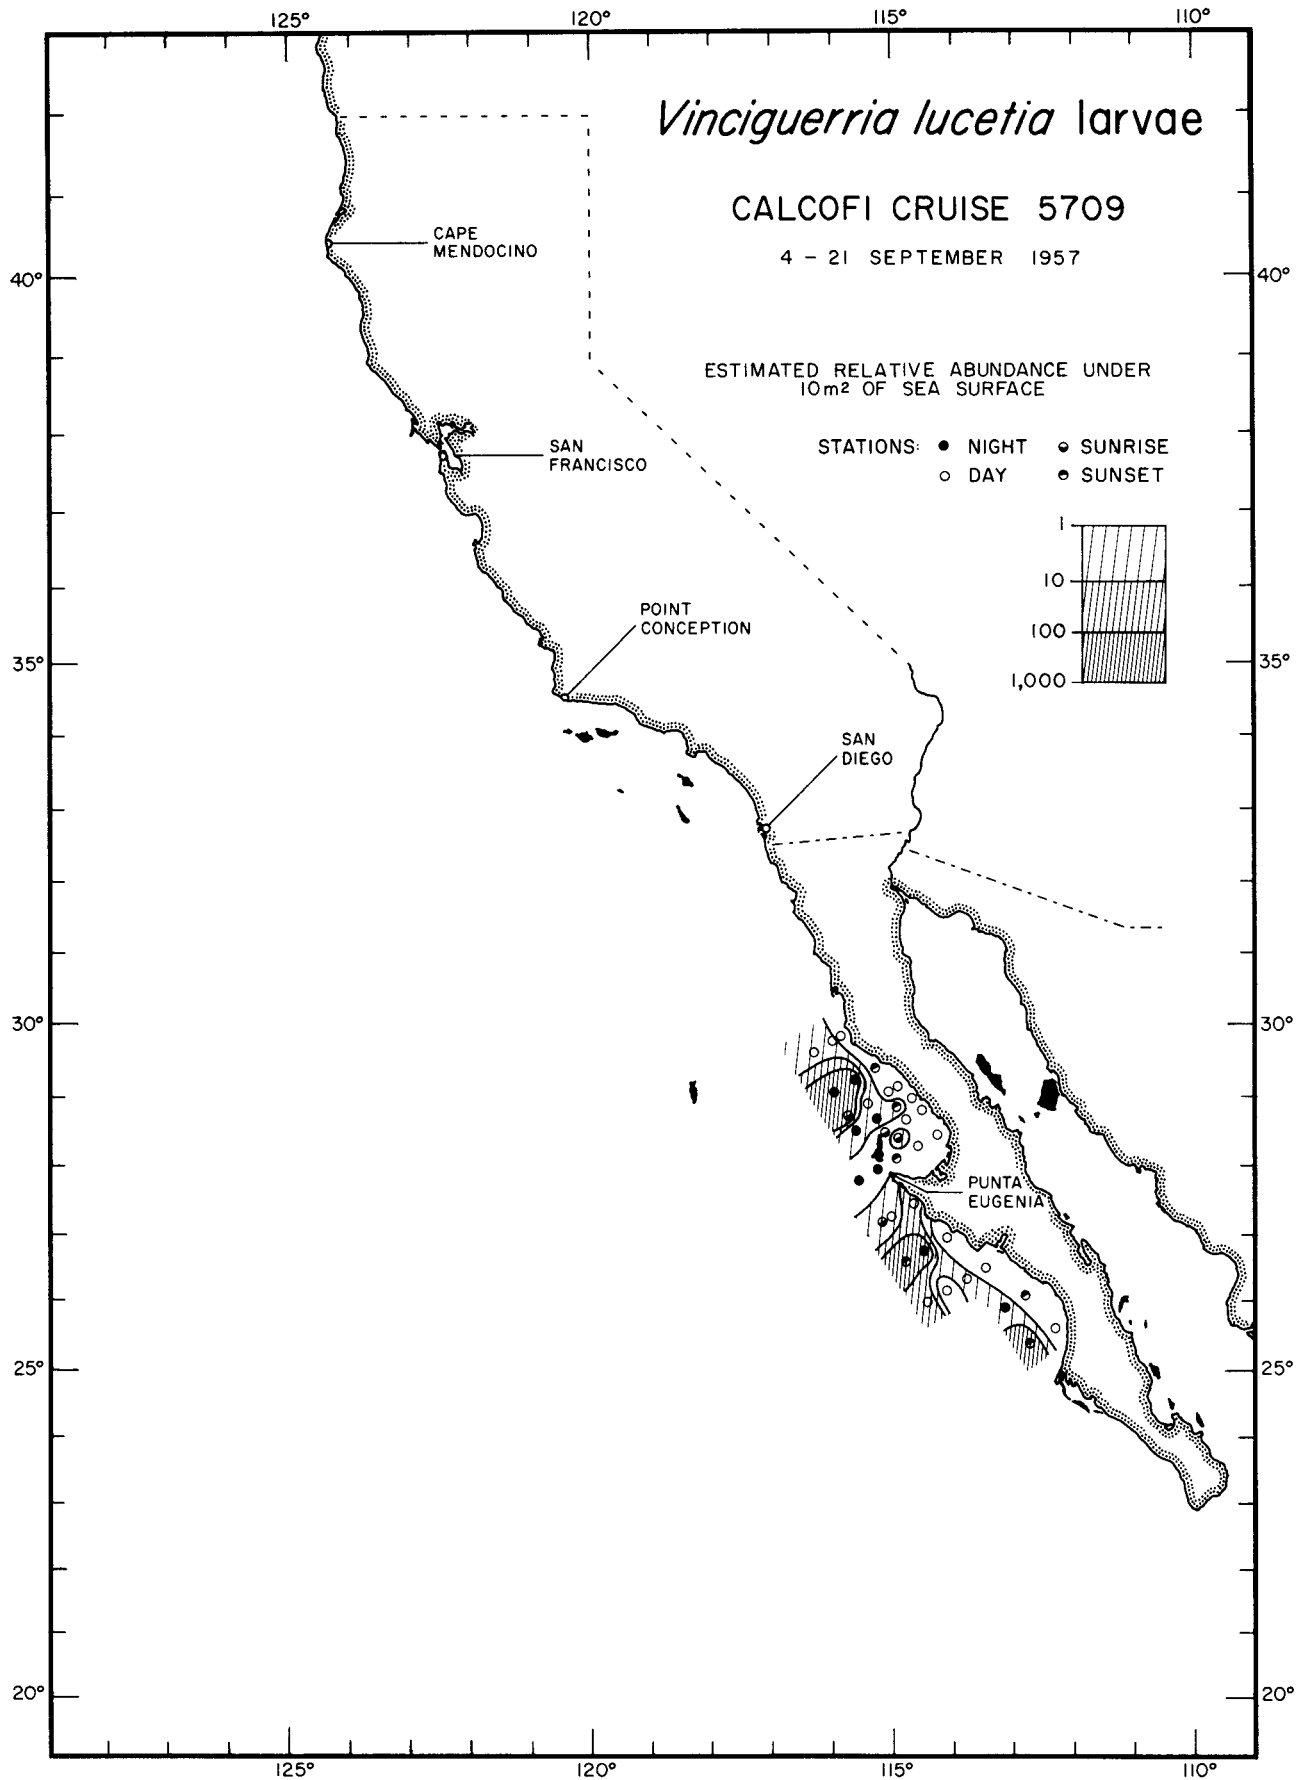 125°
120°
115°
110°
Vinciguerria lucetia larvae
CALCOFI CRUISE 5709
4 – 21 SEPTEMBER 1957
CAPE
MENDOCINO
40°
40°
ESTIMATED RELATIVE ABUNDANCE UNDER
10m2 OF SEA SURFACE
STATIONS: ● NIGHT ◒ SUNRISE
○ DAY ◓ SUNSET
SAN
FRANCISCO
1
10
100
1,000
POINT
CONCEPTION
35°
35°
SAN
DIEGO
30°
30°
PUNTA
EUGENIA
25°
25°
20°
20°
125°
120°
115°
110°